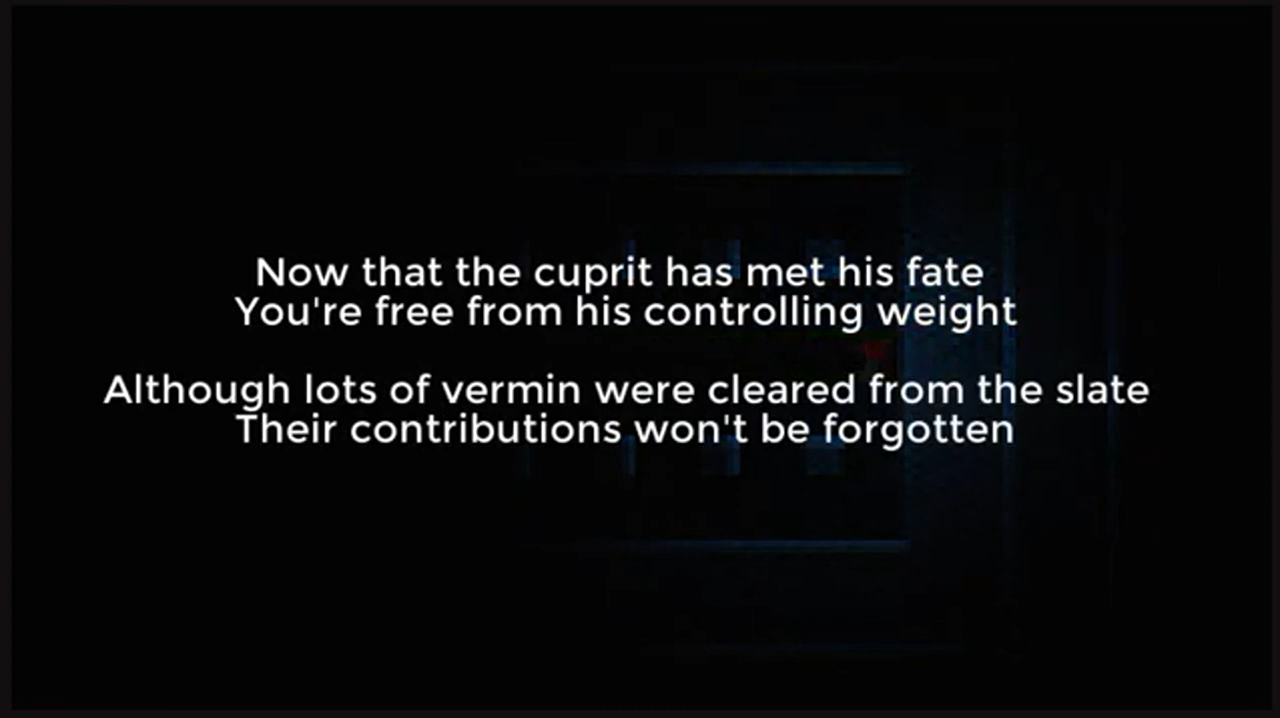 Now that the cuprit has met his fate
You're free from his controlling weight
Although lots of vermin were cleared from the slate
Their contributions won't be forgotten